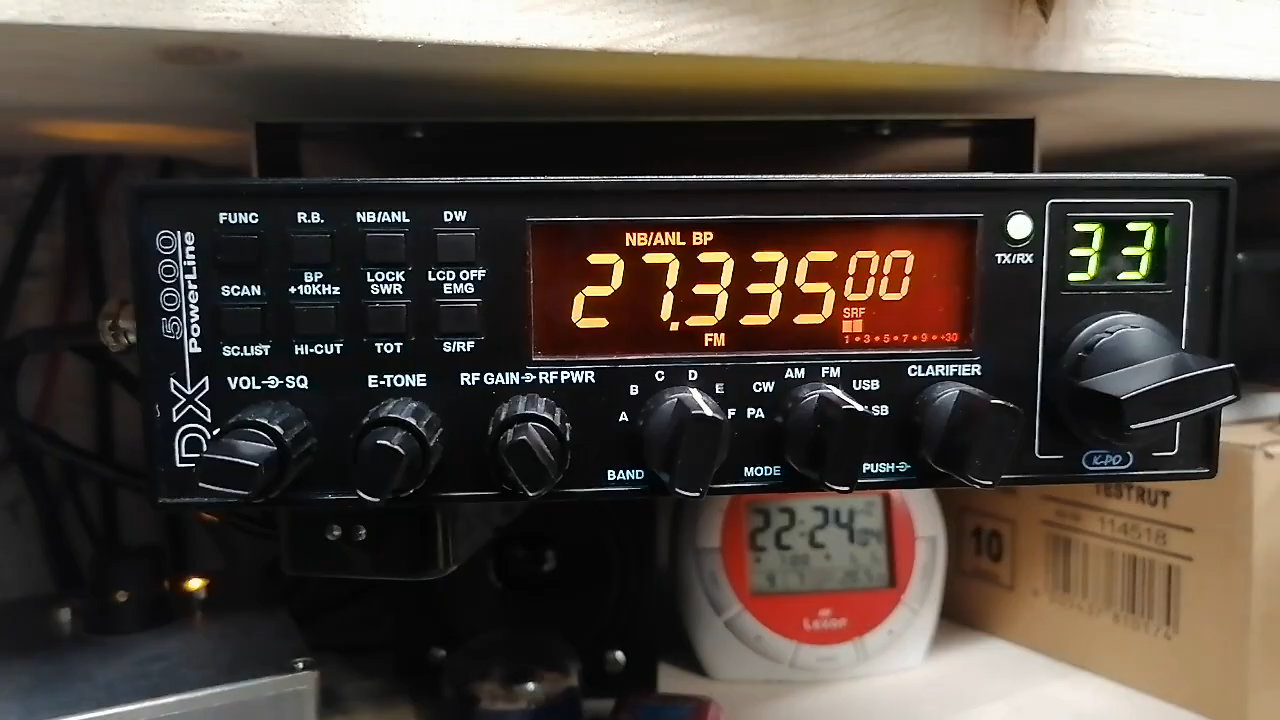 FUNC R.B. NB/ANL DW
BP LOCK LCD OFF
SCAN +10KHz SWR EMG
SC.LIST HI-CUT TOT S/RF
DX 5000
PowerLine
NB/ANL BP
27.33500
SRF
1•3•5•7•9•+30
FM
TX/RX
33
VOL SQ E-TONE RF GAIN RF PWR
A B C D E F
BAND
PA CW AM FM USB LSB
MODE
CLARIFIER
PUSH
K-PO
22:24
Lexon
TESTRUT
114518
10